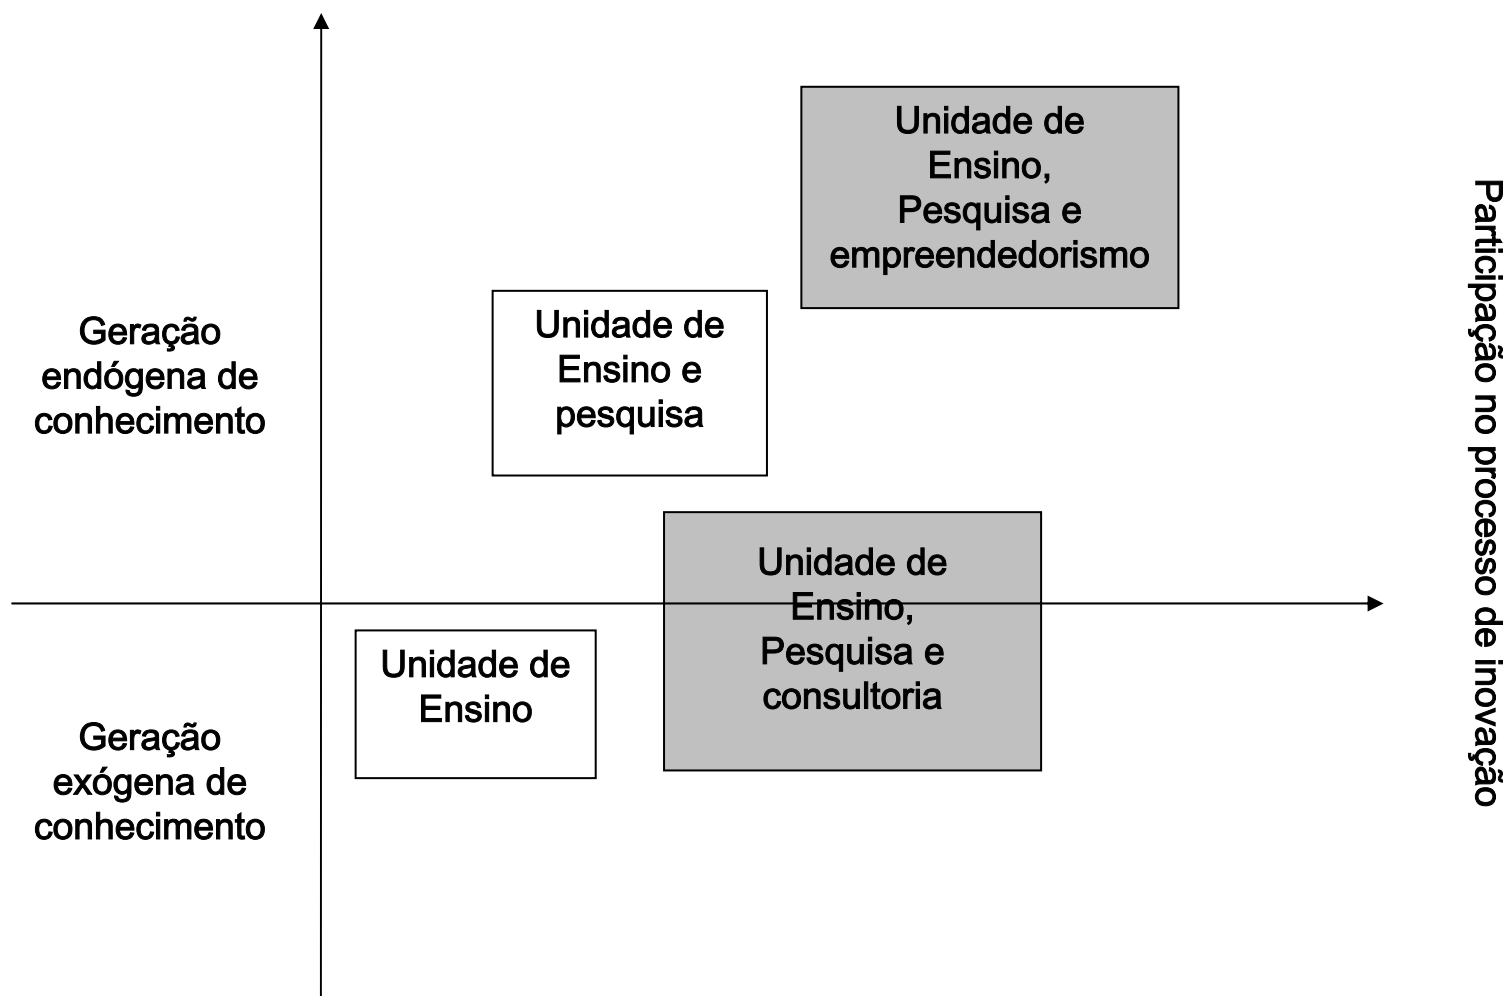 Unidade de
Ensino,
Pesquisa e
empreendedorismo
Unidade de
Ensino e
pesquisa
Geração
endógena de
conhecimento
Unidade de
Ensino,
Pesquisa e
consultoria
Unidade de
Ensino
Geração
exógena de
conhecimento
Participação no processo de inovação